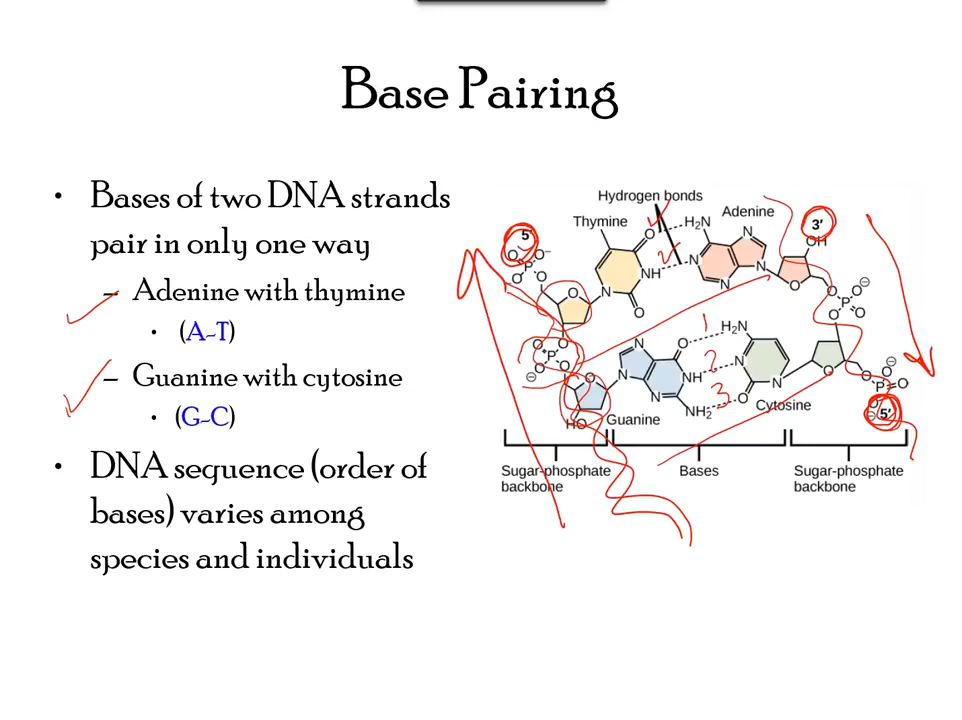 Base Pairing
• Bases of two DNA strands
pair in only one way
– Adenine with thymine
• (A-T)
– Guanine with cytosine
• (G-C)
• DNA sequence (order of
bases) varies among
species and individuals
Hydrogen bonds
Thymine
Adenine
5′
3′
O
H₂N
N
OH
O
O⁻
P
O
O
NH
N
N
N
O
N
N
O
O
O
P
O
O
O
1
H₂N
O
P
O
N
O
2
N
O
O
P
O
N
NH
N
O
N
3
O
5′
NH₂
HO
Guanine
Cytosine
Sugar-phosphate
backbone
Bases
Sugar-phosphate
backbone